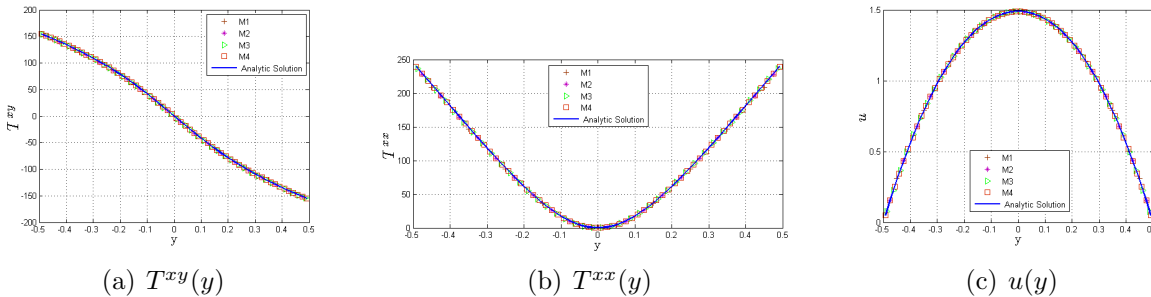 200
150
100
50
0
-50
-100
-150
-200
T^{xy}
-0.5 -0.4 -0.3 -0.2 -0.1 0 0.1 0.2 0.3 0.4 0.5
y
M1
M2
M3
M4
Analytic Solution
(a) T^{xy}(y)
250
200
150
100
50
0
T^{xx}
-0.5 -0.4 -0.3 -0.2 -0.1 0 0.1 0.2 0.3 0.4 0.5
y
M1
M2
M3
M4
Analytic Solution
(b) T^{xx}(y)
1.5
1
0.5
0
u
-0.5 -0.4 -0.3 -0.2 -0.1 0 0.1 0.2 0.3 0.4
y
M1
M2
M3
M4
Analytic Solution
(c) u(y)